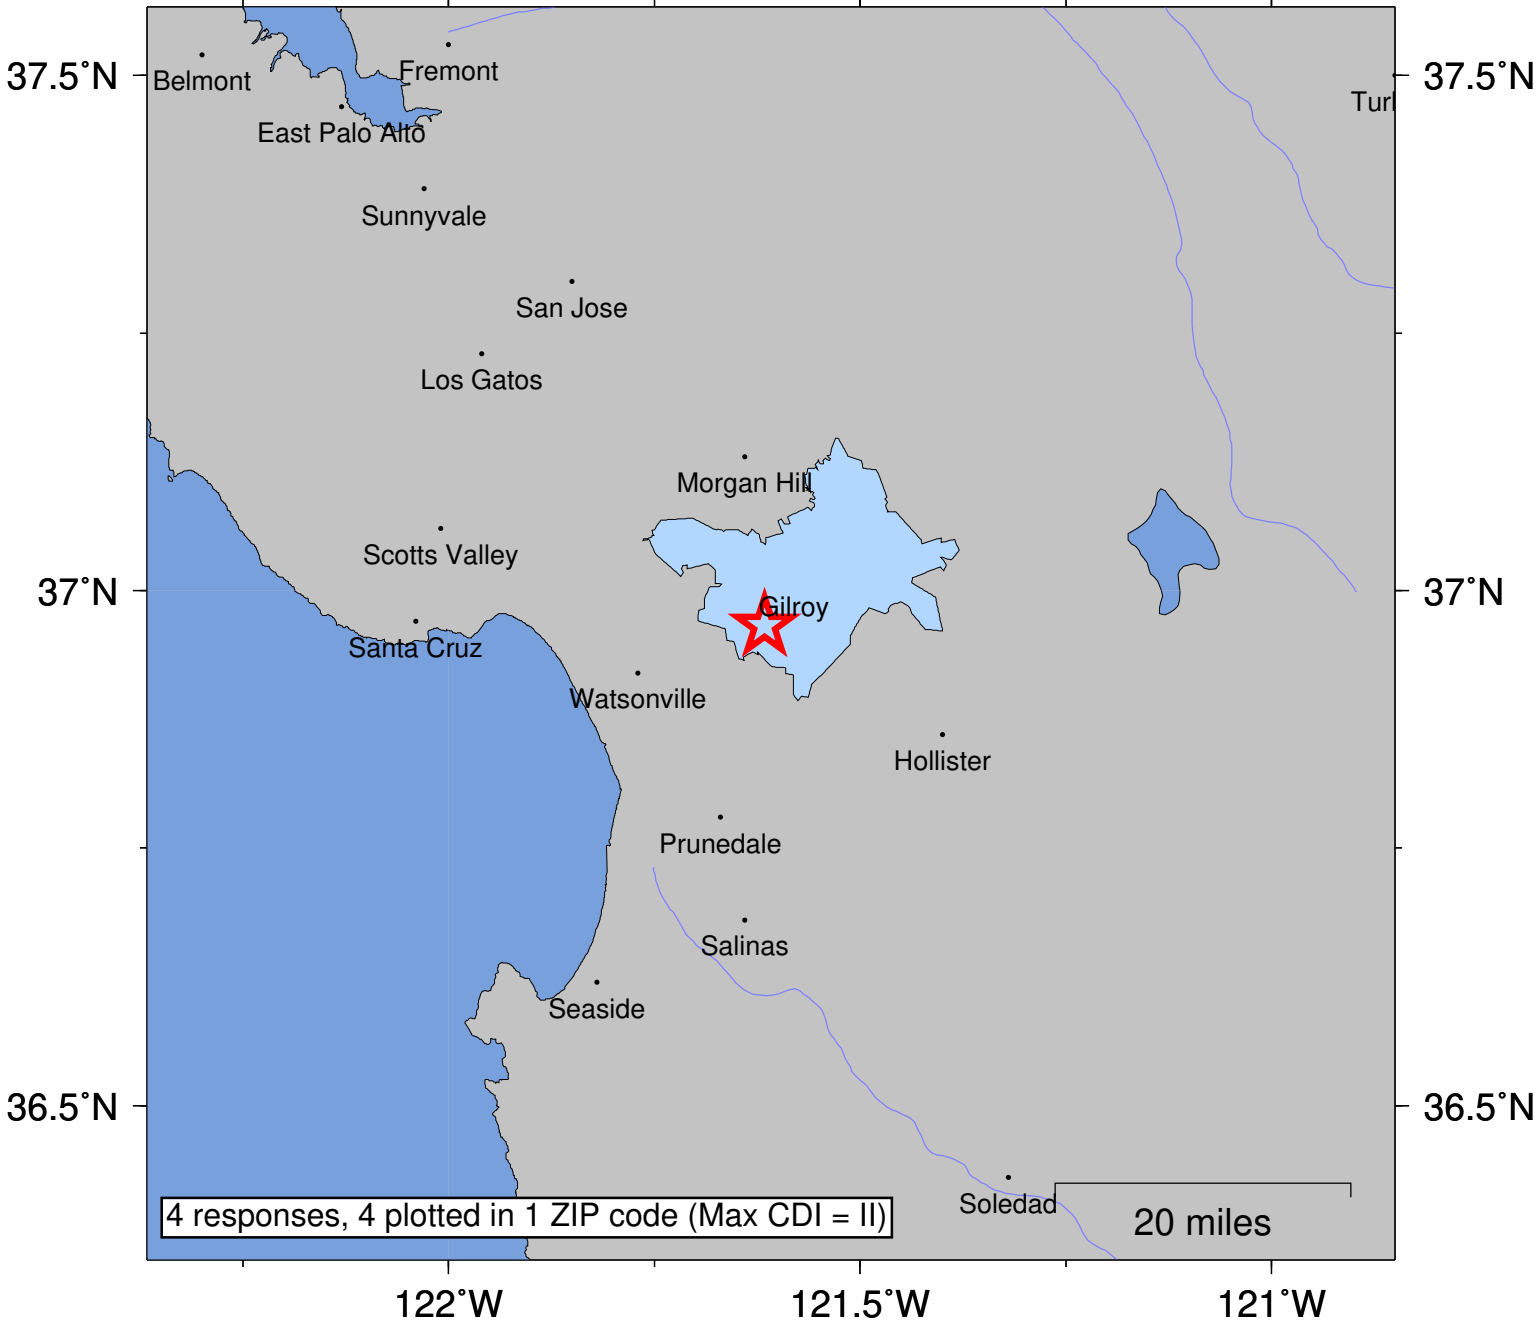 37.5˚N
37.5˚N
Belmont
Fremont
Turl
East Palo Alto
Sunnyvale
San Jose
Los Gatos
Morgan Hill
Scotts Valley
37˚N
Gilroy
37˚N
Santa Cruz
Watsonville
Hollister
Prunedale
Salinas
Seaside
36.5˚N
36.5˚N
Soledad
4 responses, 4 plotted in 1 ZIP code (Max CDI = II)
20 miles
122˚W
121.5˚W
121˚W